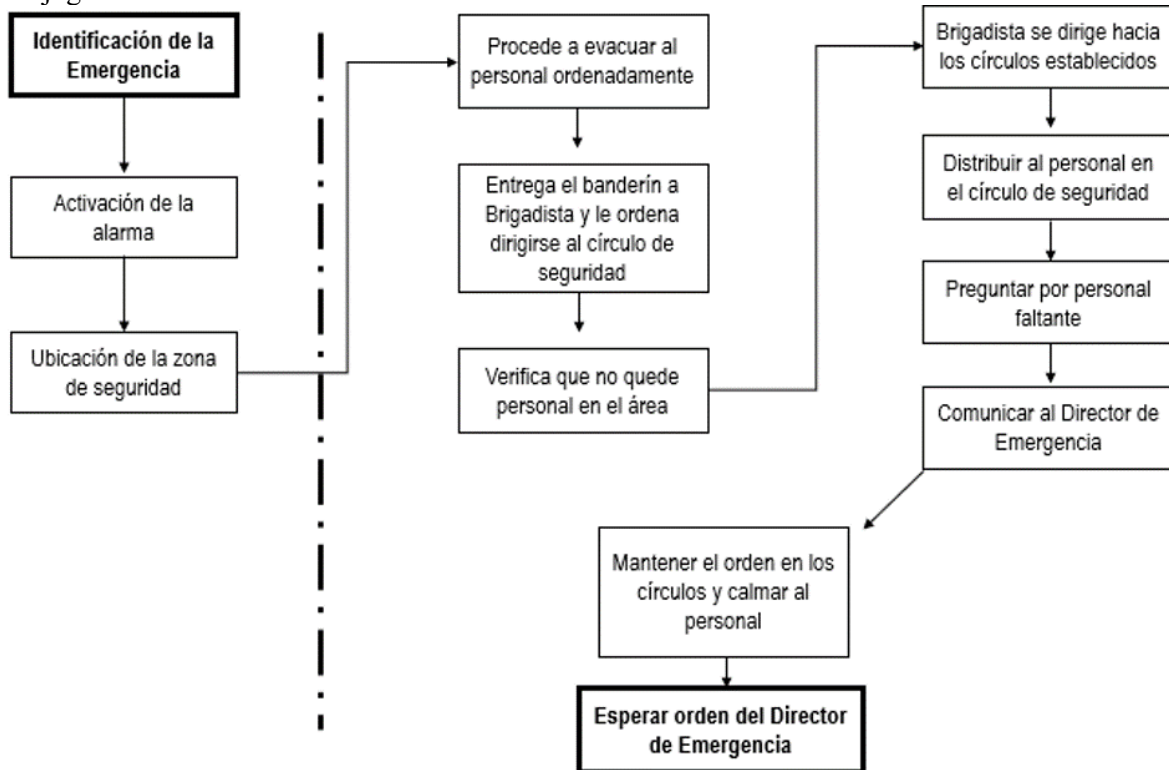 Identificación de la
Emergencia
Activación de la
alarma
Ubicación de la zona
de seguridad
Procede a evacuar al
personal ordenadamente
Entrega el banderín a
Brigadista y le ordena
dirigirse al círculo de
seguridad
Verifica que no quede
personal en el área
Brigadista se dirige hacia
los círculos establecidos
Distribuir al personal en
el círculo de seguridad
Preguntar por personal
faltante
Comunicar al Director de
Emergencia
Mantener el orden en los
círculos y calmar al
personal
Esperar orden del Director
de Emergencia